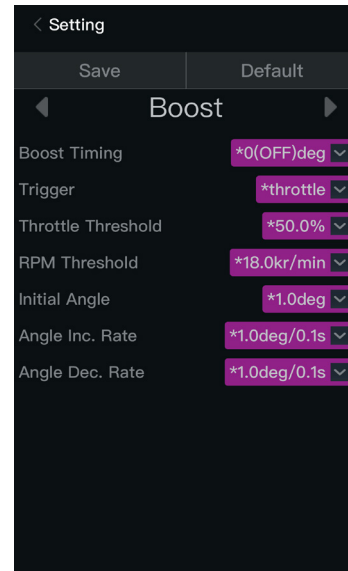 Setting
Save Default
Boost
Boost Timing *0(OFF)deg
Trigger *throttle
Throttle Threshold *50.0%
RPM Threshold *18.0kr/min
Initial Angle *1.0deg
Angle Inc. Rate *1.0deg/0.1s
Angle Dec. Rate *1.0deg/0.1s